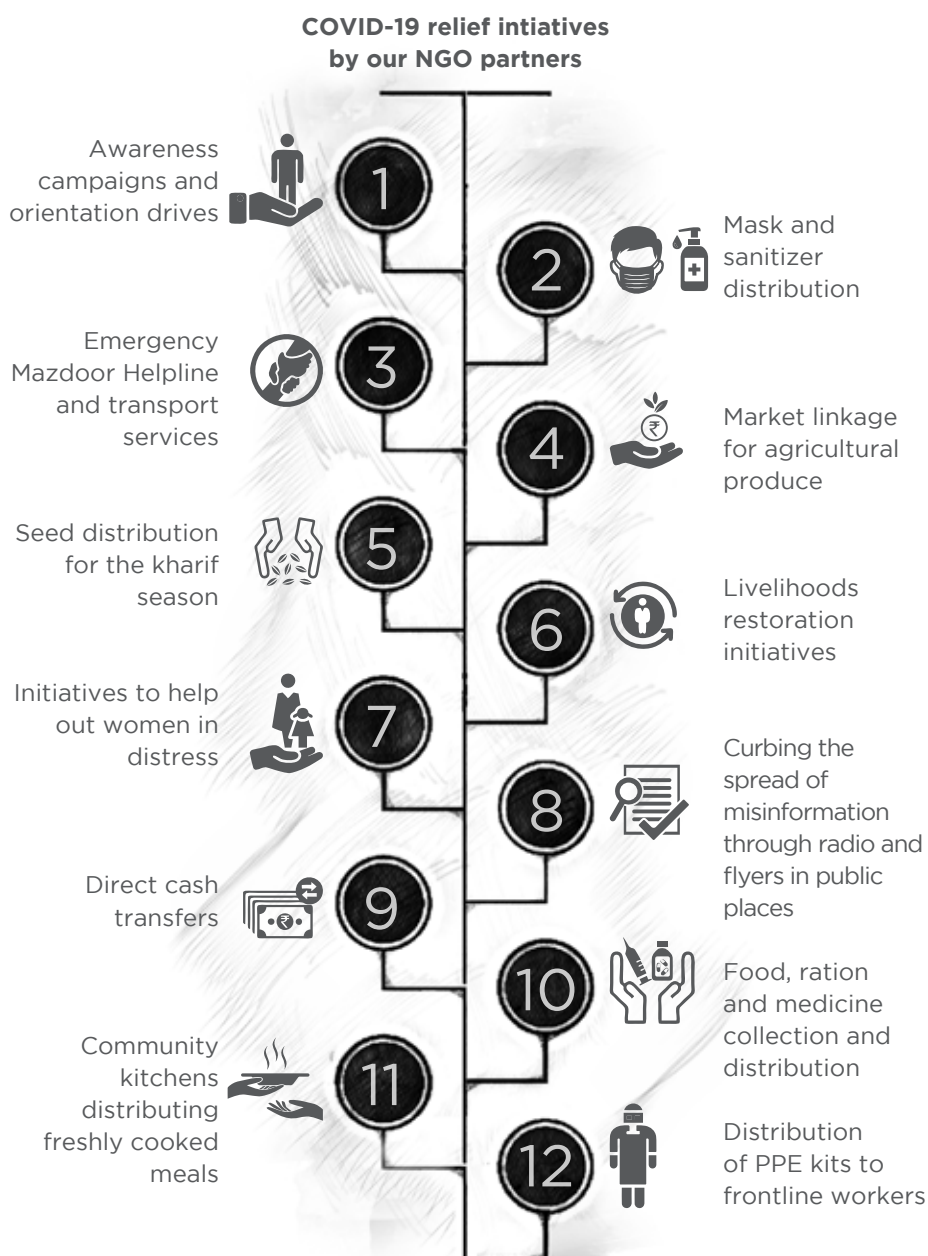 COVID-19 relief intiatives
by our NGO partners
1
Awareness
campaigns and
orientation drives
2
Mask and
sanitizer
distribution
3
Emergency
Mazdoor Helpline
and transport
services
4
₹
Market linkage
for agricultural
produce
5
Seed distribution
for the kharif
season
6
Livelihoods
restoration
initiatives
7
Initiatives to help
out women in
distress
8
Curbing the
spread of
misinformation
through radio and
flyers in public
places
9
Direct cash
transfers
₹
10
Food, ration
and medicine
collection and
distribution
11
Community
kitchens
distributing
freshly cooked
meals
12
Distribution
of PPE kits to
frontline workers